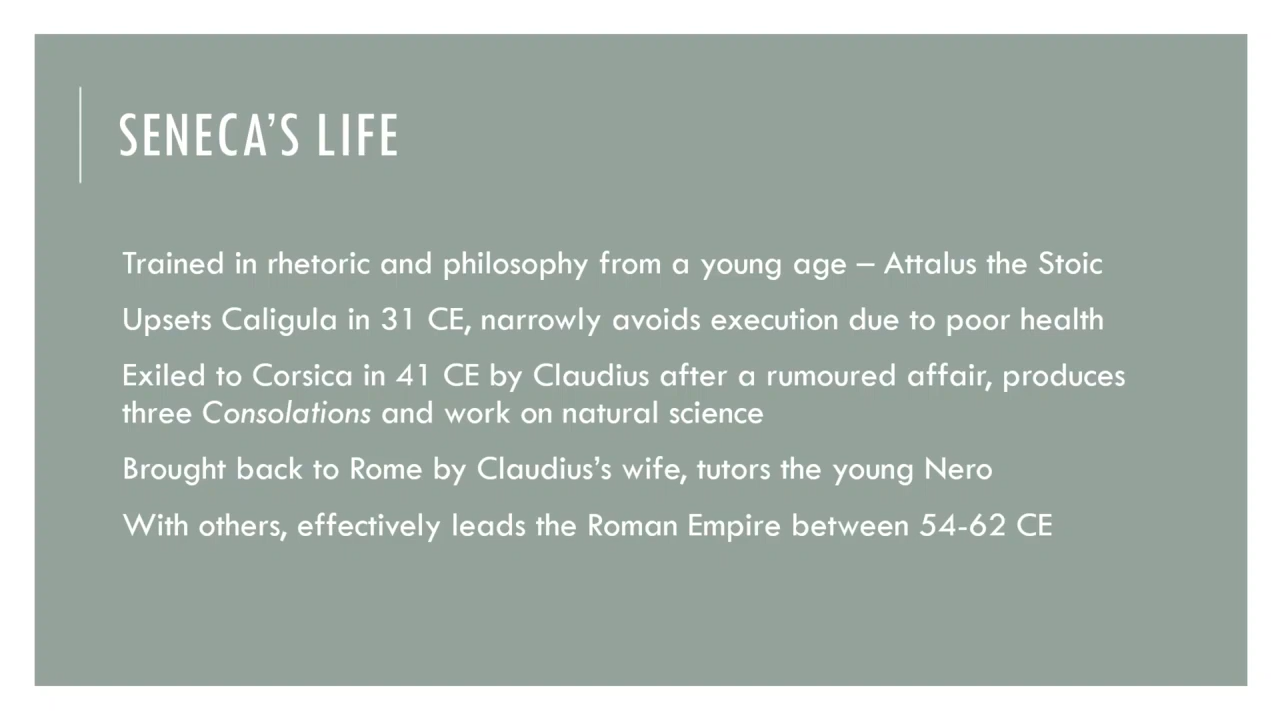 SENECA’S LIFE
Trained in rhetoric and philosophy from a young age – Attalus the Stoic
Upsets Caligula in 31 CE, narrowly avoids execution due to poor health
Exiled to Corsica in 41 CE by Claudius after a rumoured affair, produces
three Consolations and work on natural science
Brought back to Rome by Claudius’s wife, tutors the young Nero
With others, effectively leads the Roman Empire between 54-62 CE